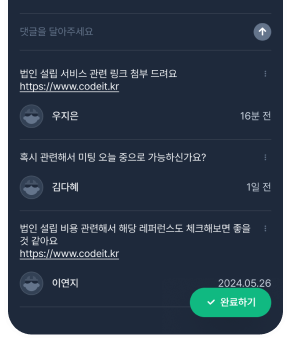 댓글을 달아주세요
법인 설립 서비스 관련 링크 첨부 드려요
https://www.codeit.kr
우지은
16분 전
혹시 관련해서 미팅 오늘 중으로 가능하신가요?
김다혜
1일 전
법인 설립 비용 관련해서 해당 레퍼런스도 체크해보면 좋을
것 같아요
https://www.codeit.kr
이연지
2024.05.26
완료하기